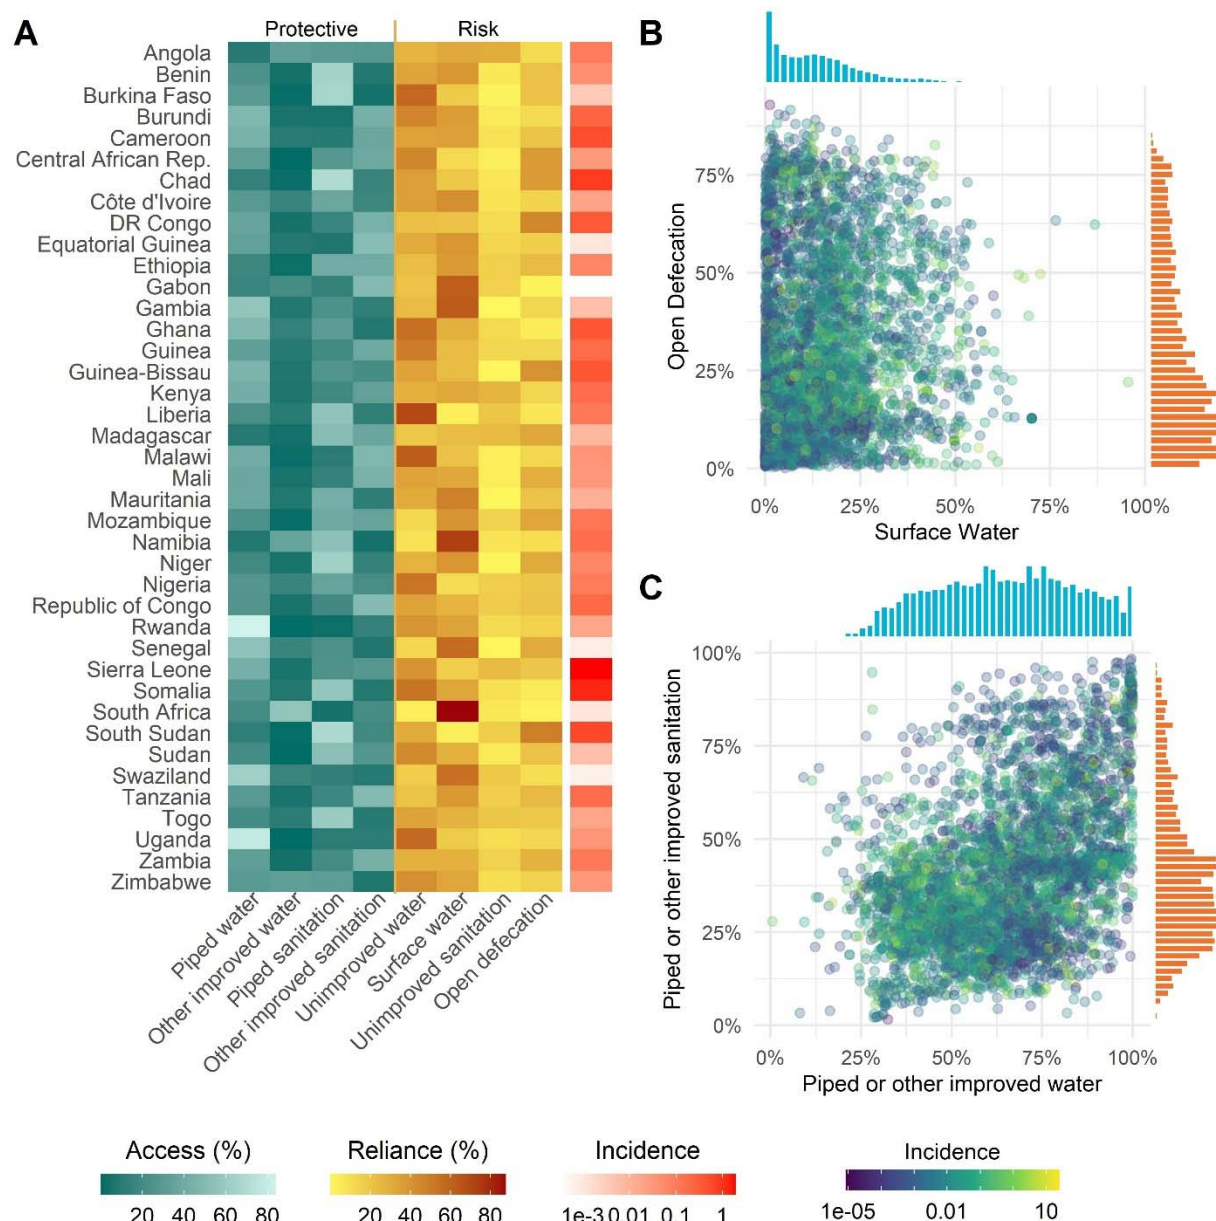 A
Protective
Risk
Angola
Benin
Burkina Faso
Burundi
Cameroon
Central African Rep.
Chad
Côte d'Ivoire
DR Congo
Equatorial Guinea
Ethiopia
Gabon
Gambia
Ghana
Guinea
Guinea-Bissau
Kenya
Liberia
Madagascar
Malawi
Mali
Mauritania
Mozambique
Namibia
Niger
Nigeria
Republic of Congo
Rwanda
Senegal
Sierra Leone
Somalia
South Africa
South Sudan
Sudan
Swaziland
Tanzania
Togo
Uganda
Zambia
Zimbabwe
Piped water
Other improved water
Piped sanitation
Other improved sanitation
Unimproved water
Surface water
Unimproved sanitation
Open defecation
B
Open Defecation
75%
50%
25%
0%
0% 25% 50% 75% 100%
Surface Water
C
Piped or other improved sanitation
100%
75%
50%
25%
0%
0% 25% 50% 75% 100%
Piped or other improved water
Access (%)
20 40 60 80
Reliance (%)
20 40 60 80
Incidence
1e-3 0.01 0.1 1
Incidence
1e-05 0.01 10